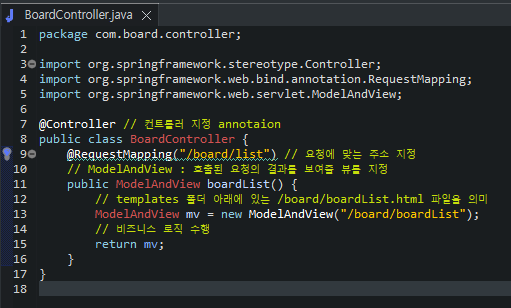 BoardController.java
1 package com.board.controller;
2
3 import org.springframework.stereotype.Controller;
4 import org.springframework.web.bind.annotation.RequestMapping;
5 import org.springframework.web.servlet.ModelAndView;
6
7 @Controller // 컨트롤러 지정 annotaion
8 public class BoardController {
9 @RequestMapping("/board/list") // 요청에 맞는 주소 지정
10 // ModelAndView : 호출된 요청의 결과를 보여줄 뷰를 지정
11 public ModelAndView boardList() {
12 // templates 폴더 아래에 있는 /board/boardList.html 파일을 의미
13 ModelAndView mv = new ModelAndView("/board/boardList");
14 // 비즈니스 로직 수행
15 return mv;
16 }
17 }
18